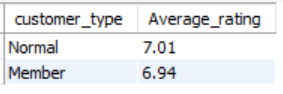 customer_type Average_rating
Normal 7.01
Member 6.94